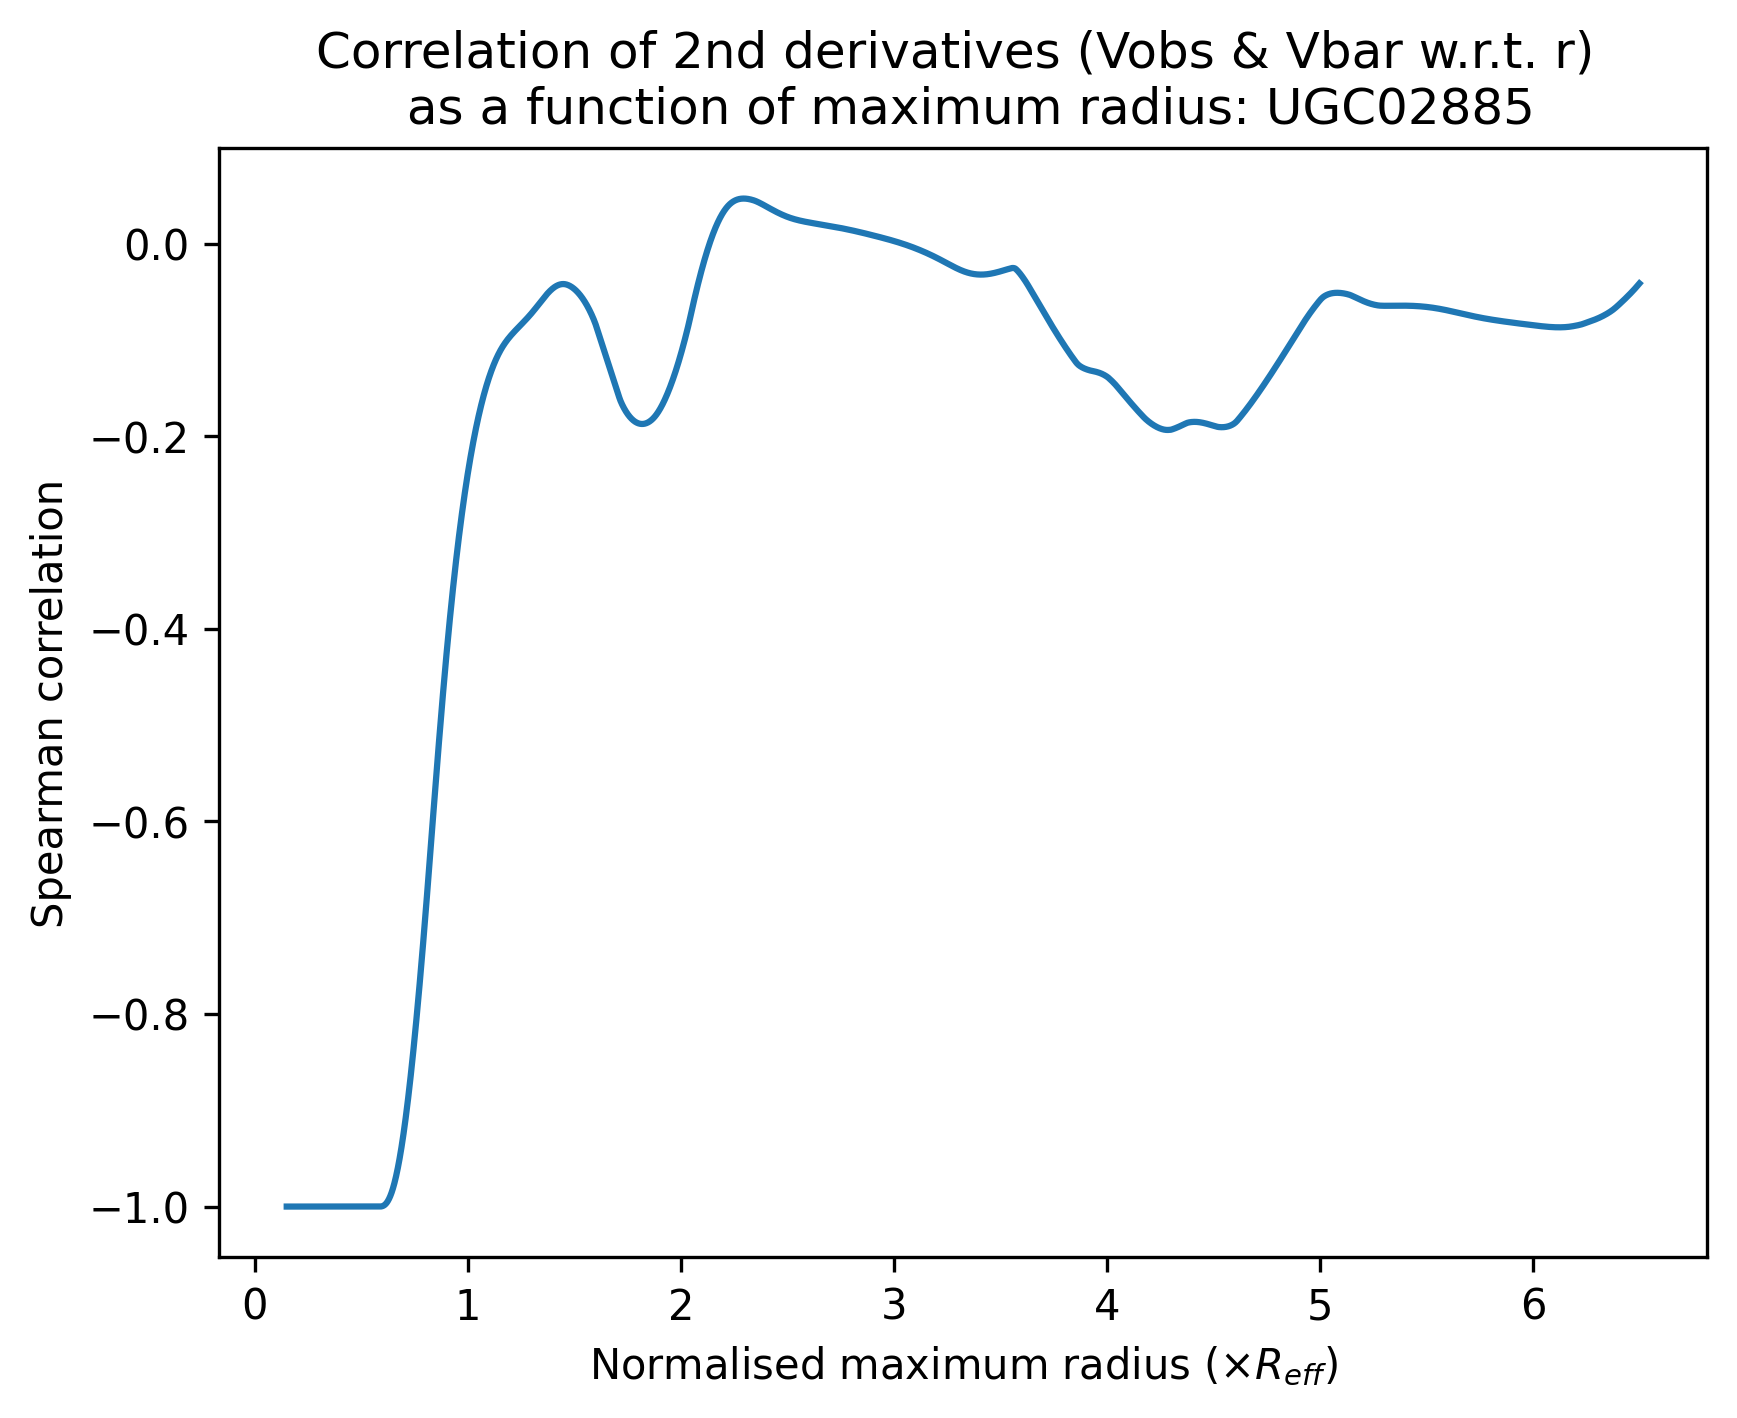 Correlation of 2nd derivatives (Vobs & Vbar w.r.t. r)
as a function of maximum radius: UGC02885
0.0
−0.2
−0.4
−0.6
−0.8
−1.0
Spearman correlation
0 1 2 3 4 5 6
Normalised maximum radius (×R_eff)